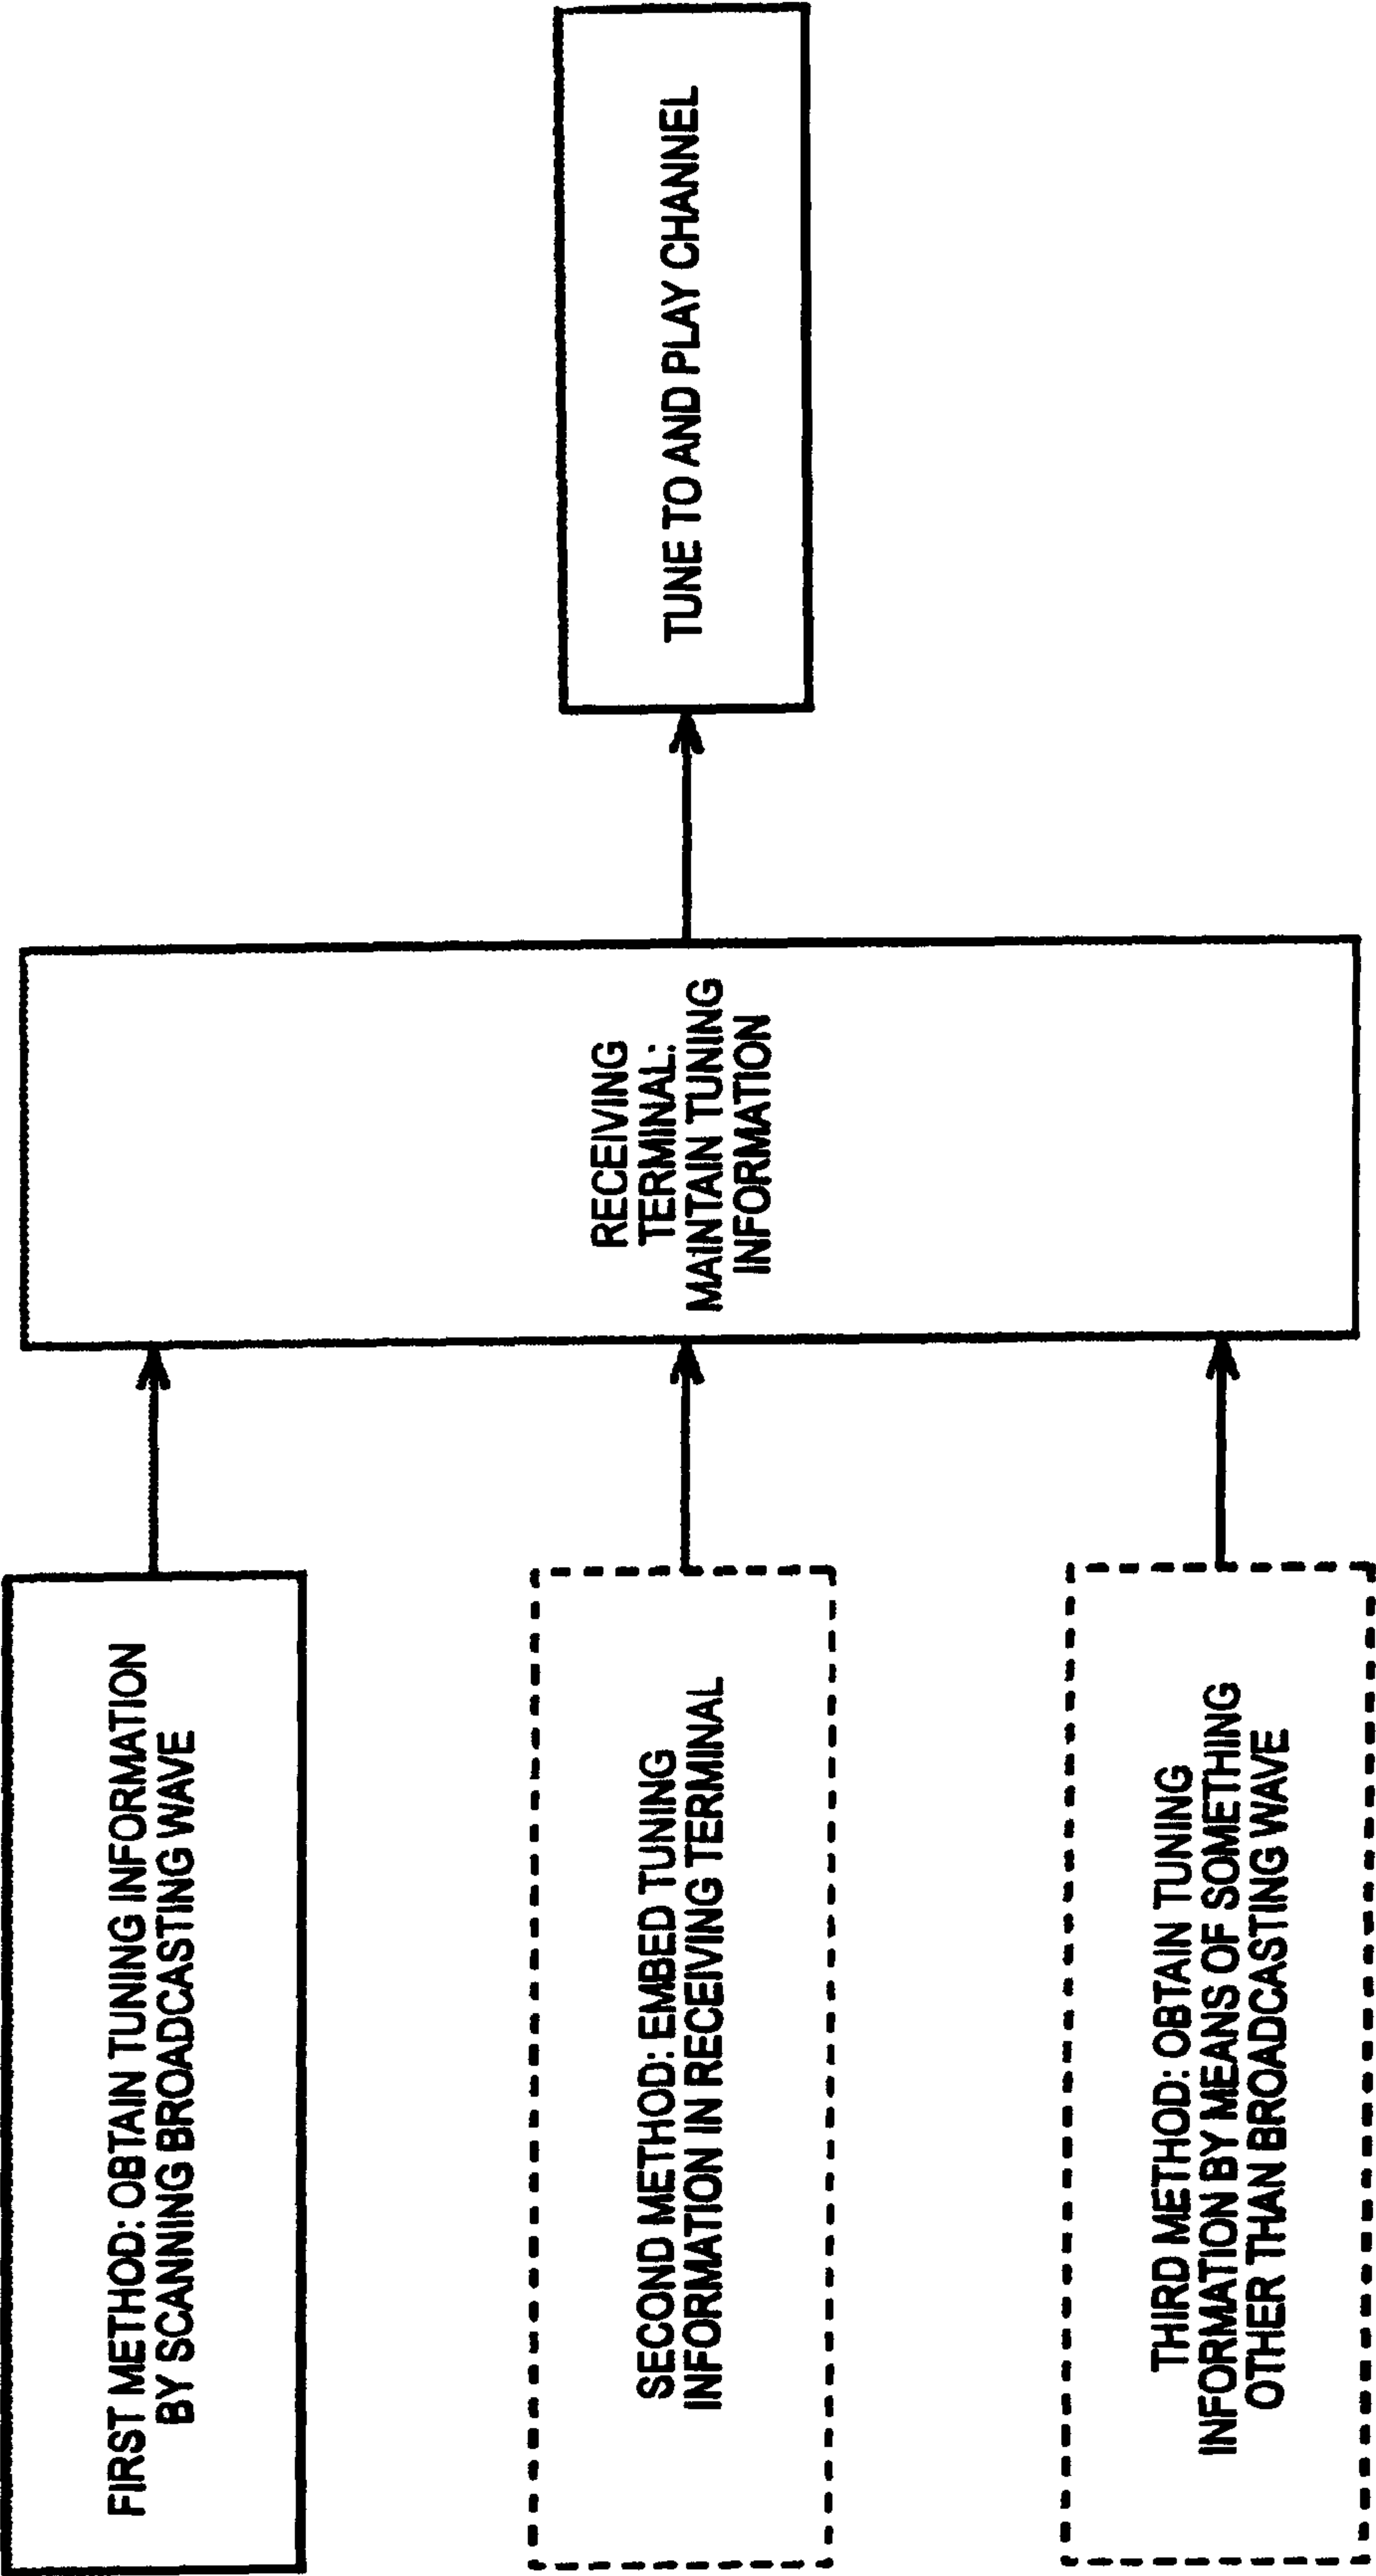 FIRST METHOD: OBTAIN TUNING INFORMATION
BY SCANNING BROADCASTING WAVE
SECOND METHOD: EMBED TUNING
INFORMATION IN RECEIVING TERMINAL
THIRD METHOD: OBTAIN TUNING
INFORMATION BY MEANS OF SOMETHING
OTHER THAN BROADCASTING WAVE
RECEIVING
TERMINAL:
MAINTAIN TUNING
INFORMATION
TUNE TO AND PLAY CHANNEL